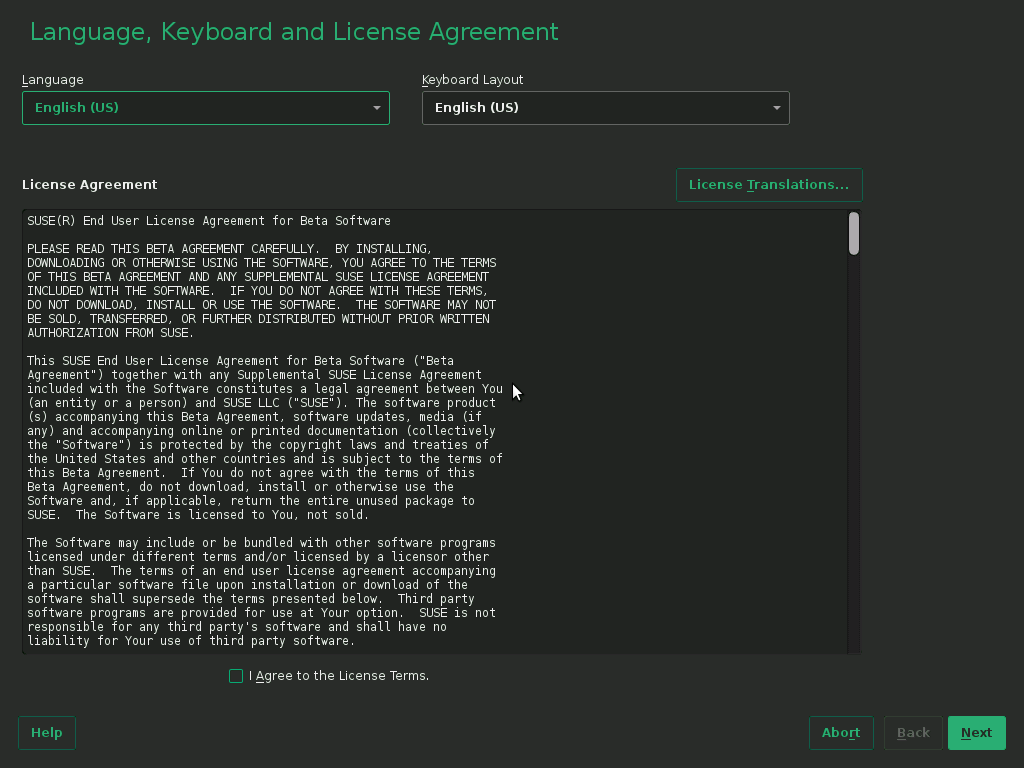 Language, Keyboard and License Agreement
Language
Keyboard Layout
English (US)
English (US)
License Agreement
License Translations...
SUSE(R) End User License Agreement for Beta Software
PLEASE READ THIS BETA AGREEMENT CAREFULLY.  BY INSTALLING,
DOWNLOADING OR OTHERWISE USING THE SOFTWARE, YOU AGREE TO THE TERMS
OF THIS BETA AGREEMENT AND ANY SUPPLEMENTAL SUSE LICENSE AGREEMENT
INCLUDED WITH THE SOFTWARE.  IF YOU DO NOT AGREE WITH THESE TERMS,
DO NOT DOWNLOAD, INSTALL OR USE THE SOFTWARE.  THE SOFTWARE MAY NOT
BE SOLD, TRANSFERRED, OR FURTHER DISTRIBUTED WITHOUT PRIOR WRITTEN
AUTHORIZATION FROM SUSE.
This SUSE End User License Agreement for Beta Software ("Beta
Agreement") together with any Supplemental SUSE License Agreement
included with the Software constitutes a legal agreement between You
(an entity or a person) and SUSE LLC ("SUSE"). The software product
(s) accompanying this Beta Agreement, software updates, media (if
any) and accompanying online or printed documentation (collectively
the "Software") is protected by the copyright laws and treaties of
the United States and other countries and is subject to the terms of
this Beta Agreement.  If You do not agree with the terms of this
Beta Agreement, do not download, install or otherwise use the
Software and, if applicable, return the entire unused package to
SUSE.  The Software is licensed to You, not sold.
The Software may include or be bundled with other software programs
licensed under different terms and/or licensed by a licensor other
than SUSE.  The terms of an end user license agreement accompanying
a particular software file upon installation or download of the
software shall supersede the terms presented below.  Third party
software programs are provided for use at Your option.  SUSE is not
responsible for any third party's software and shall have no
liability for Your use of third party software.
I Agree to the License Terms.
Help
Abort
Back
Next